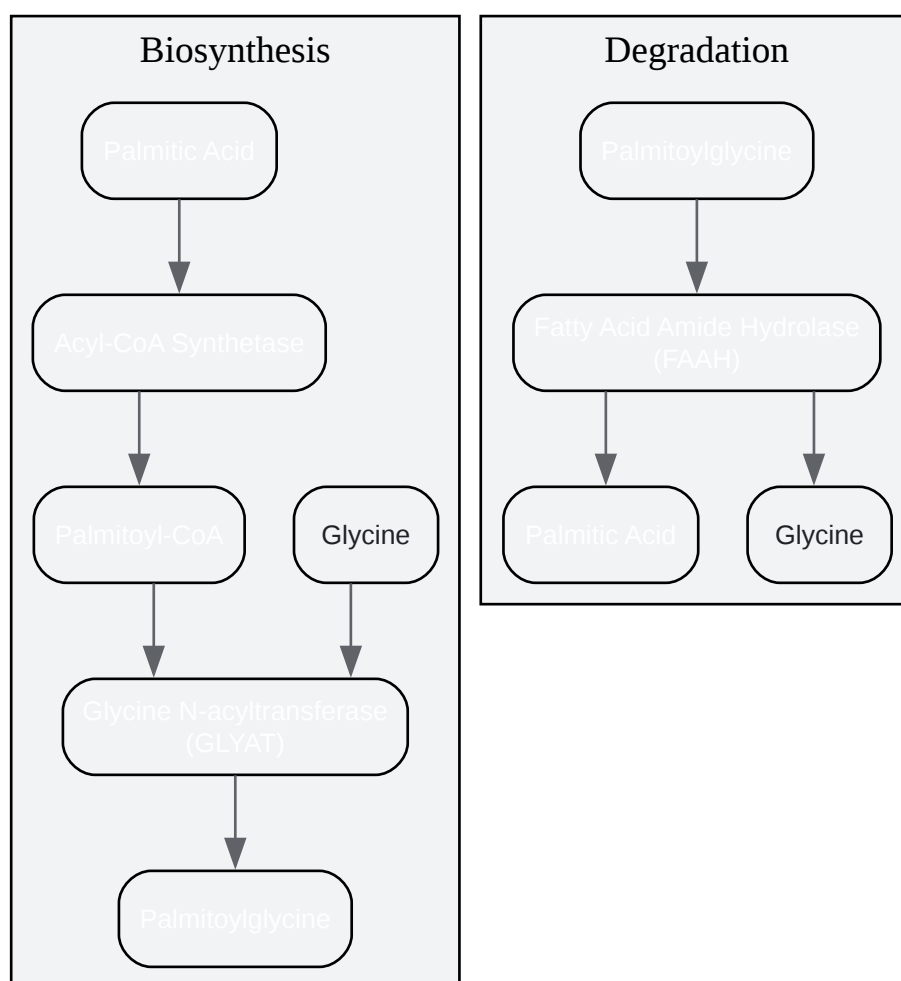 Biosynthesis
Palmitic Acid
Acyl-CoA Synthetase
Palmitoyl-CoA
Glycine
Glycine N-acyltransferase
(GLYAT)
Palmitoylglycine
Degradation
Palmitoylglycine
Fatty Acid Amide Hydrolase
(FAAH)
Palmitic Acid
Glycine